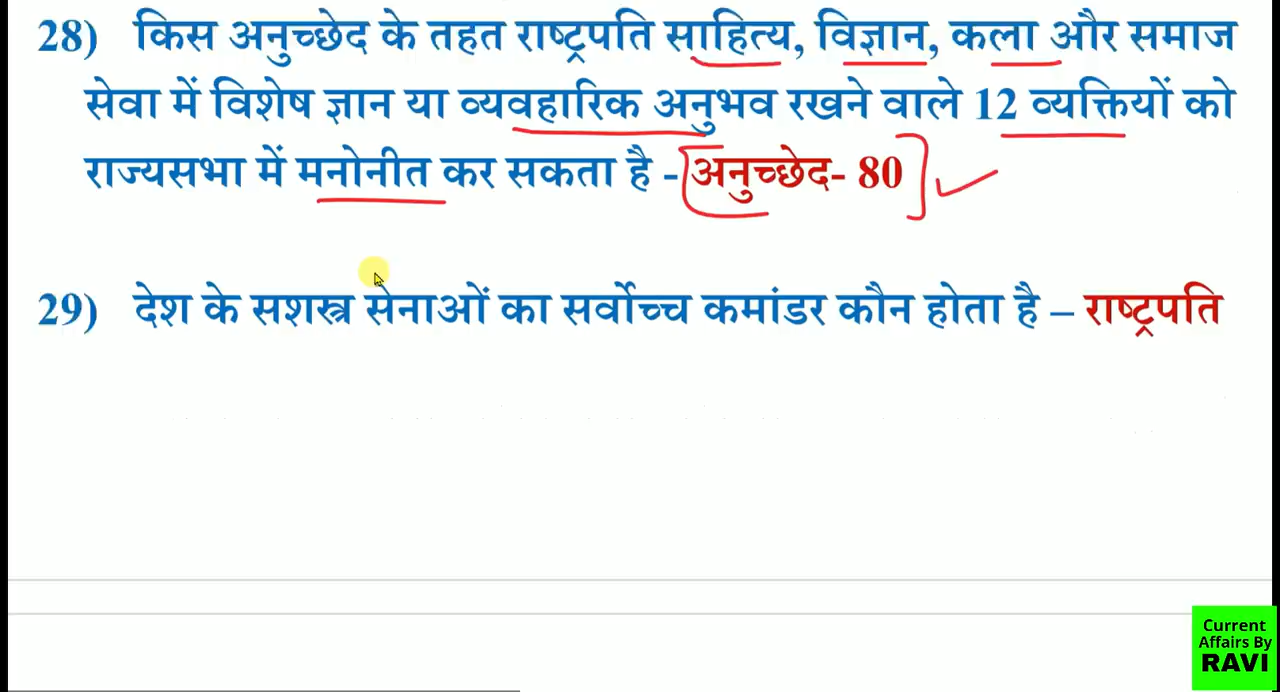 28) किस अनुच्छेद के तहत राष्ट्रपति साहित्य, विज्ञान, कला और समाज
सेवा में विशेष ज्ञान या व्यवहारिक अनुभव रखने वाले 12 व्यक्तियों को
राज्यसभा में मनोनीत कर सकता है - अनुच्छेद- 80
29) देश के सशस्त्र सेनाओं का सर्वोच्च कमांडर कौन होता है – राष्ट्रपति
Current
Affairs By
RAVI